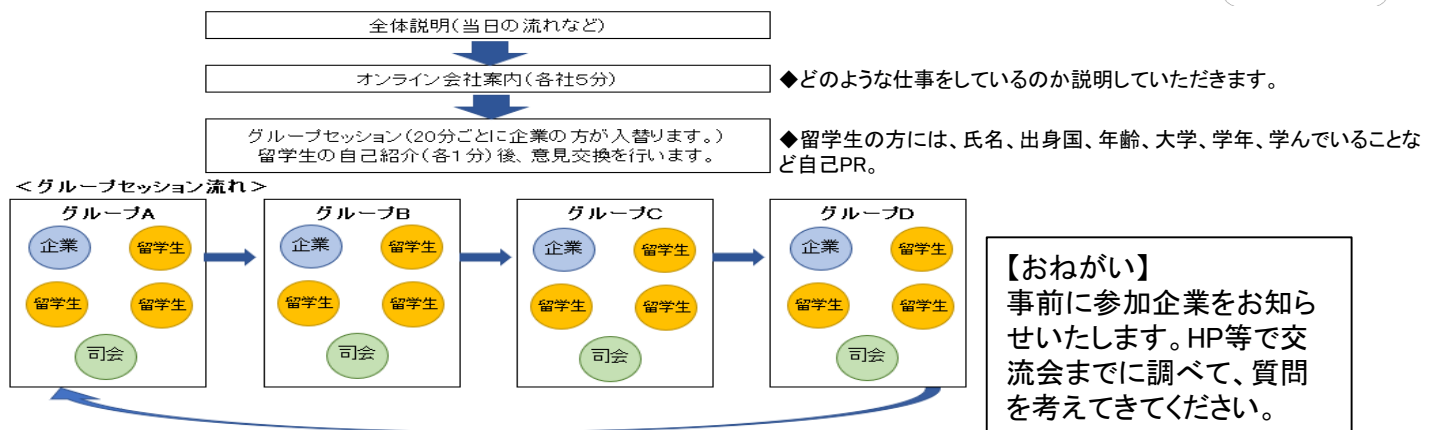 全体説明(当日の流れなど)
オンライン会社案内(各社5分)
◆どのような仕事をしているのか説明していただきます。
グループセッション(20分ごとに企業の方が入替ります。)
留学生の自己紹介(各1分)後、意見交換を行います。
◆留学生の方には、氏名、出身国、年齢、大学、学年、学んでいることな
ど自己PR。
＜グループセッション流れ＞
グループA
企業
留学生
留学生
留学生
司会
グループB
企業
留学生
留学生
留学生
司会
グループC
企業
留学生
留学生
留学生
司会
グループD
企業
留学生
留学生
留学生
司会
【おねがい】
事前に参加企業をお知ら
せいたします。HP等で交
流会までに調べて、質問
を考えてきてください。